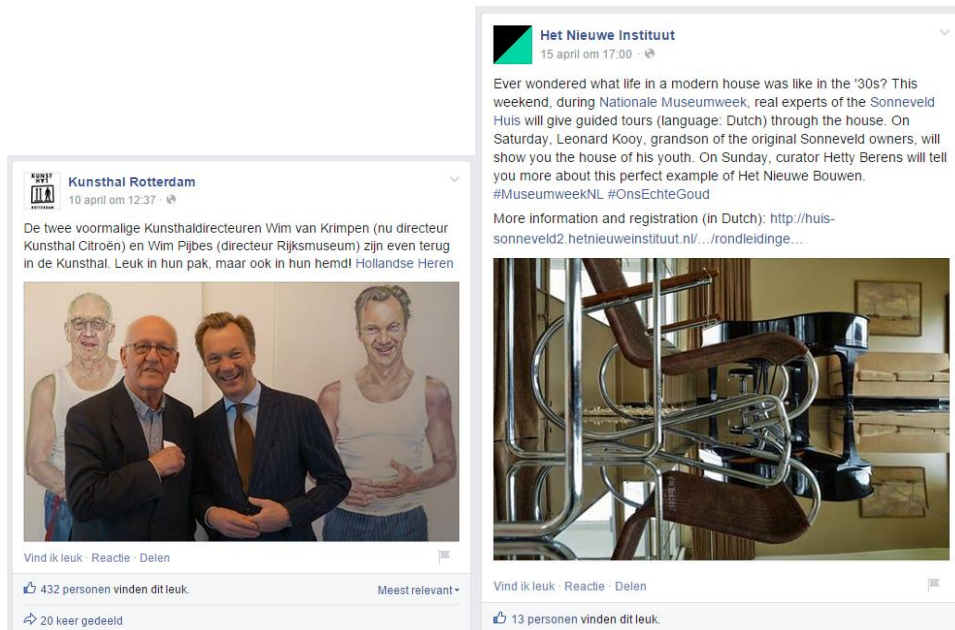 KUNST
HAL
ROTTERDAM
Kunsthal Rotterdam
10 april om 12:37 ·
De twee voormalige Kunsthaldirecteuren Wim van Krimpen (nu directeur
Kunsthal Citroën) en Wim Pijbes (directeur Rijksmuseum) zijn even terug
in de Kunsthal. Leuk in hun pak, maar ook in hun hemd! Hollandse Heren
Vind ik leuk · Reactie · Delen
432 personen vinden dit leuk.
Meest relevant
20 keer gedeeld
Het Nieuwe Instituut
15 april om 17:00 ·
Ever wondered what life in a modern house was like in the '30s? This
weekend, during Nationale Museumweek, real experts of the Sonneveld
Huis will give guided tours (language: Dutch) through the house. On
Saturday, Leonard Kooy, grandson of the original Sonneveld owners, will
show you the house of his youth. On Sunday, curator Hetty Berens will tell
you more about this perfect example of Het Nieuwe Bouwen.
#MuseumweekNL #OnsEchteGoud
More information and registration (in Dutch): http://huis-
sonneveld2.hetnieuweinstituut.nl/.../rondleidinge...
Vind ik leuk · Reactie · Delen
13 personen vinden dit leuk.